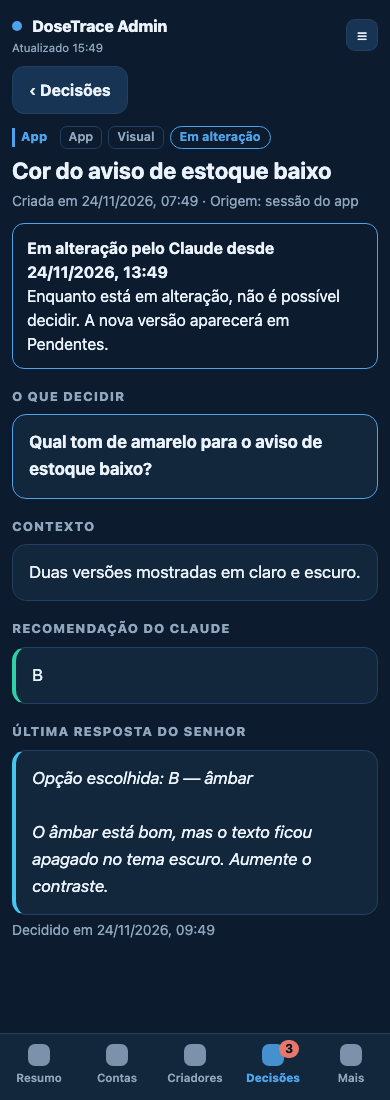 DoseTrace Admin
Atualizado 15:49
≡
‹ Decisões
App
App
Visual
Em alteração
Cor do aviso de estoque baixo
Criada em 24/11/2026, 07:49 · Origem: sessão do app
Em alteração pelo Claude desde
24/11/2026, 13:49
Enquanto está em alteração, não é possível
decidir. A nova versão aparecerá em
Pendentes.
O QUE DECIDIR
Qual tom de amarelo para o aviso de
estoque baixo?
CONTEXTO
Duas versões mostradas em claro e escuro.
RECOMENDAÇÃO DO CLAUDE
B
ÚLTIMA RESPOSTA DO SENHOR
Opção escolhida: B — âmbar
O âmbar está bom, mas o texto ficou
apagado no tema escuro. Aumente o
contraste.
Decidido em 24/11/2026, 09:49
3
Resumo
Contas
Criadores
Decisões
Mais